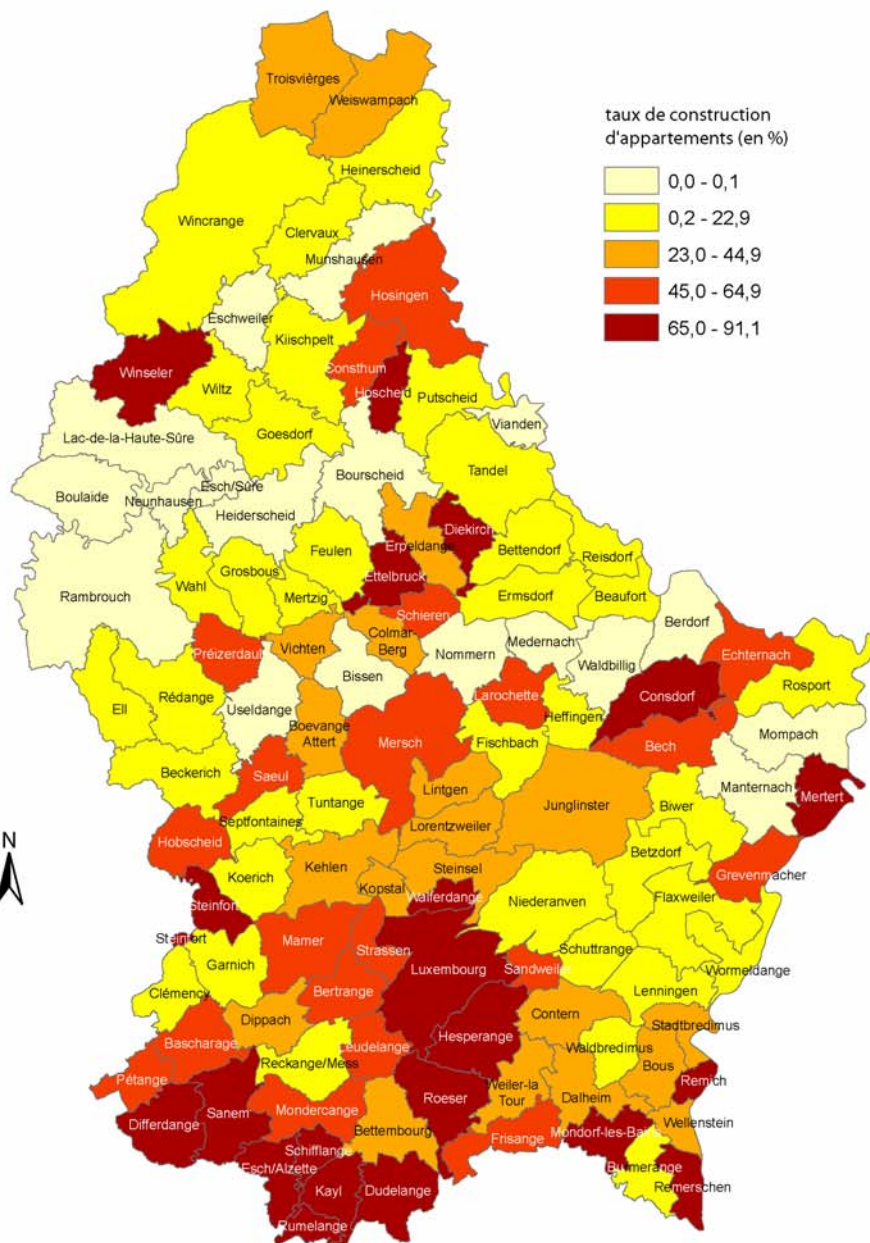 taux de construction
d'appartements (en %)
0,0 - 0,1
0,2 - 22,9
23,0 - 44,9
45,0 - 64,9
65,0 - 91,1
N
Troisvièrges
Weiswampach
Heinerscheid
Wincrange
Clervaux
Munshausen
Hosingen
Eschweiler
Kiischpelt
Winseler
Consthum
Hoscheid
Wiltz
Putscheid
Vianden
Goesdorf
Lac-de-la-Haute-Sûre
Bourscheid
Tandel
Boulaide
Neunhausen
Esch/Sûre
Heiderscheid
Diekirch
Erpeldange
Feulen
Bettendorf
Reisdorf
Grosbous
Wahl
Ettelbruck
Rambrouch
Mertzig
Ermsdorf
Beaufort
Schieren
Berdorf
Colmar-
Berg
Préizerdaul
Vichten
Medernach
Nommern
Waldbillig
Echternach
Bissen
Rosport
Larochette
Consdorf
Rédange
Ell
Useldange
Heffingen
Boevange
Attert
Mersch
Mompach
Fischbach
Bech
Beckerich
Saeul
Manternach
Mertert
Lintgen
Junglinster
Tuntange
Biwer
Septfontaines
Lorentzweiler
Hobscheid
Kehlen
Steinsel
Betzdorf
Koerich
Grevenmacher
Kopstal
Walferdange
Niederanven
Flaxweiler
Steinfort
Steinfort
Mamer
Strassen
Schuttrange
Garnich
Luxembourg
Sandweiler
Wormeldange
Clémency
Bertrange
Lenningen
Contern
Dippach
Hesperange
Stadtbredimus
Bascharage
Leudelange
Waldbredimus
Reckange/Mess
Bous
Pétange
Remich
Roeser
Weiler-la
Tour
Dalheim
Sanem
Mondercange
Differdange
Wellenstein
Bettembourg
Mondorf-les-Bains
Frisange
Schifflange
Burmerange
Esch/Alzette
Kayl
Dudelange
Remerschen
Rumelange